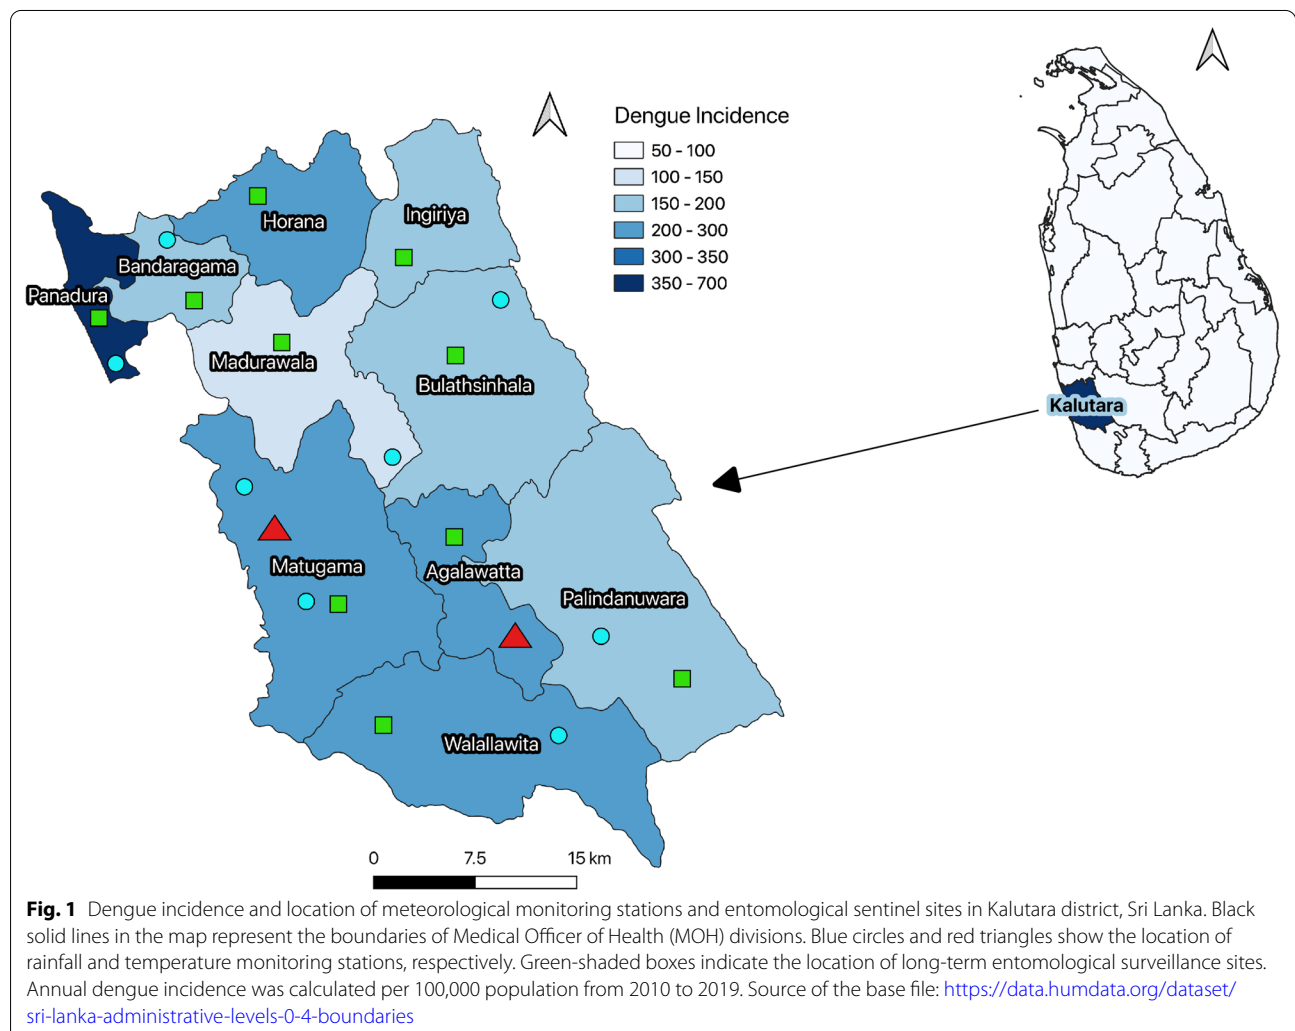 Dengue Incidence
50 - 100
100 - 150
150 - 200
200 - 300
300 - 350
350 - 700
Horana
Ingiriya
Bandaragama
Panadura
Madurawala
Bulathsinhala
Kalutara
Matugama
Agalawatta
Palindanuwara
Walallawita
0 7.5 15 km
Fig. 1 Dengue incidence and location of meteorological monitoring stations and entomological sentinel sites in Kalutara district, Sri Lanka. Black
solid lines in the map represent the boundaries of Medical Officer of Health (MOH) divisions. Blue circles and red triangles show the location of
rainfall and temperature monitoring stations, respectively. Green-shaded boxes indicate the location of long-term entomological surveillance sites.
Annual dengue incidence was calculated per 100,000 population from 2010 to 2019. Source of the base file: https://data.humdata.org/dataset/
sri-lanka-administrative-levels-0-4-boundaries